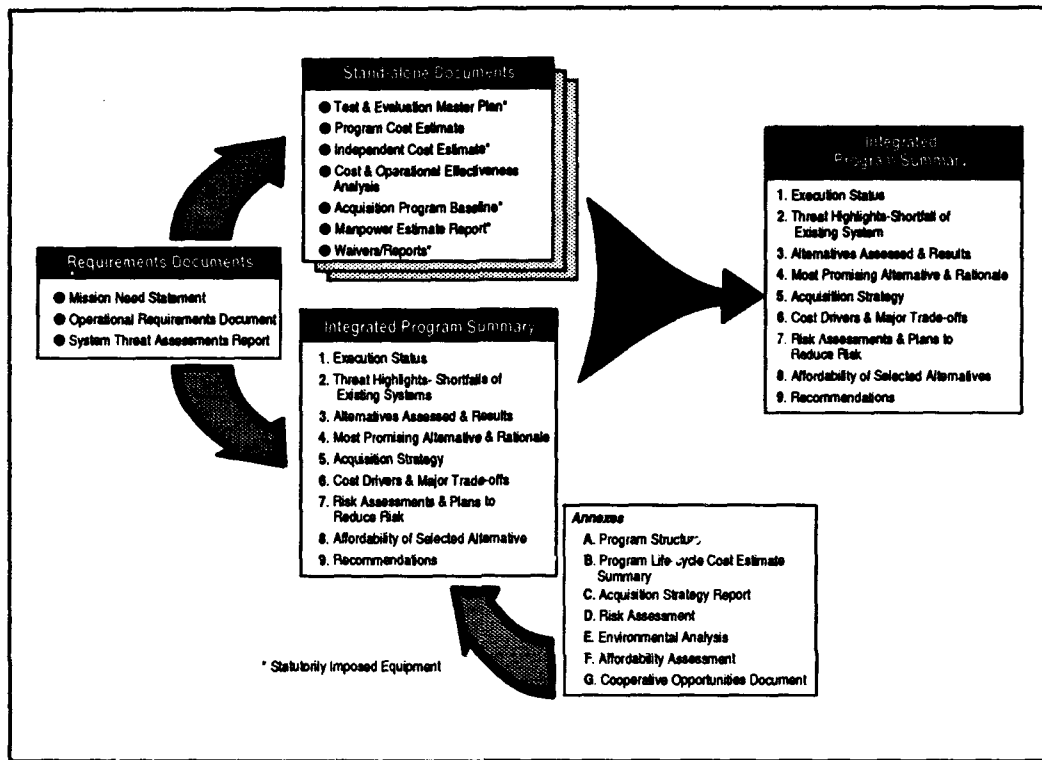 Stand-alone Documents
● Test & Evaluation Master Plan*
● Program Cost Estimate
● Independent Cost Estimate*
● Cost & Operational Effectiveness
Analysis
● Acquisition Program Baseline*
● Manpower Estimate Report*
● Waivers/Reports*
Requirements Documents
● Mission Need Statement
● Operational Requirements Document
● System Threat Assessments Report
Integrated Program Summary
1. Execution Status
2. Threat Highlights- Shortfalls of
Existing Systems
3. Alternatives Assessed & Results
4. Most Promising Alternative & Rationale
5. Acquisition Strategy
6. Cost Drivers & Major Trade-offs
7. Risk Assessments & Plans to
Reduce Risk
8. Affordability of Selected Alternative
9. Recommendations
Integrated
Program Summary
1. Execution Status
2. Threat Highlights-Shortfall of
Existing System
3. Alternatives Assessed & Results
4. Most Promising Alternative & Rationale
5. Acquisition Strategy
6. Cost Drivers & Major Trade-offs
7. Risk Assessments & Plans to
Reduce Risk
8. Affordability of Selected Alternatives
9. Recommendations
Annexes
A. Program Structure
B. Program Life-cycle Cost Estimate
Summary
C. Acquisition Strategy Report
D. Risk Assessment
E. Environmental Analysis
F. Affordability Assessment
G. Cooperative Opportunities Document
* Statutorily Imposed Equipment